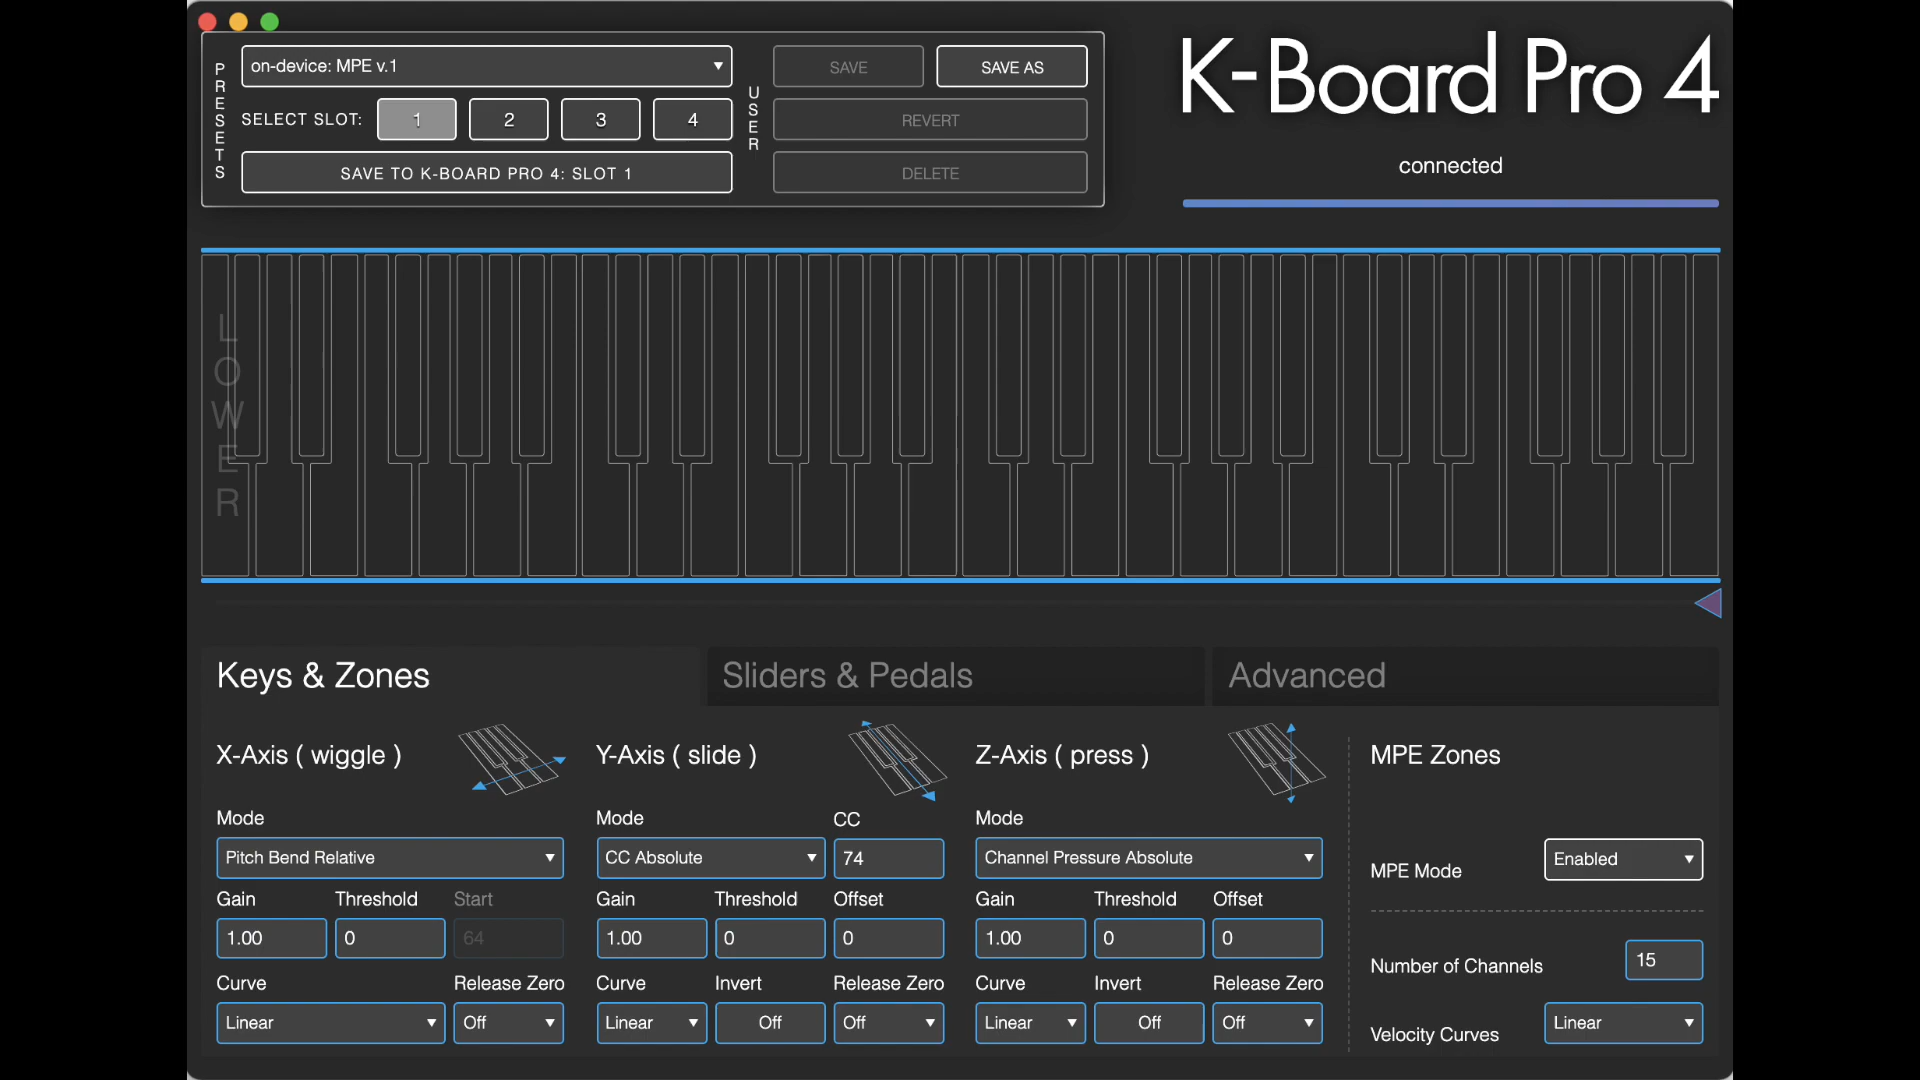 PRESETS
on-device: MPE v.1
SELECT SLOT: 1 2 3 4
SAVE TO K-BOARD PRO 4: SLOT 1
USER
SAVE SAVE AS
REVERT
DELETE
K-Board Pro 4
connected
LOWER
Keys & Zones Sliders & Pedals Advanced
X-Axis ( wiggle )
Mode
Pitch Bend Relative
Gain Threshold Start
1.00 0 64
Curve Release Zero
Linear Off
Y-Axis ( slide )
Mode CC
CC Absolute 74
Gain Threshold Offset
1.00 0 0
Curve Invert Release Zero
Linear Off Off
Z-Axis ( press )
Mode
Channel Pressure Absolute
Gain Threshold Offset
1.00 0 0
Curve Invert Release Zero
Linear Off Off
MPE Zones
MPE Mode Enabled
Number of Channels 15
Velocity Curves Linear